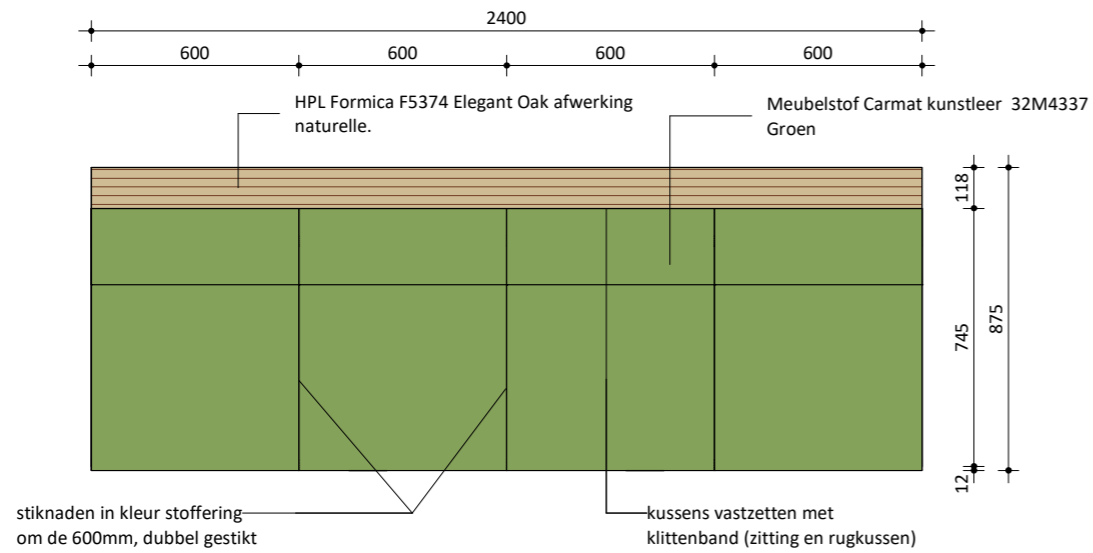 2400
600 600 600 600
HPL Formica F5374 Elegant Oak afwerking
naturelle.
Meubelstof Carmat kunstleer 32M4337
Groen
118
745
875
12
stiknaden in kleur stoffering
om de 600mm, dubbel gestikt
kussens vastzetten met
klittenband (zitting en rugkussen)